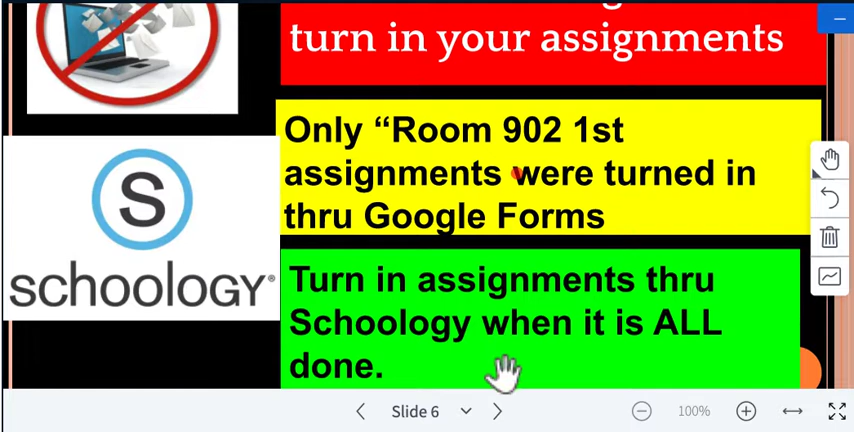 turn in your assignments
Only “Room 902 1st
assignments were turned in
thru Google Forms
S
schoology®
Turn in assignments thru
Schoology when it is ALL
done.
Slide 6
100%